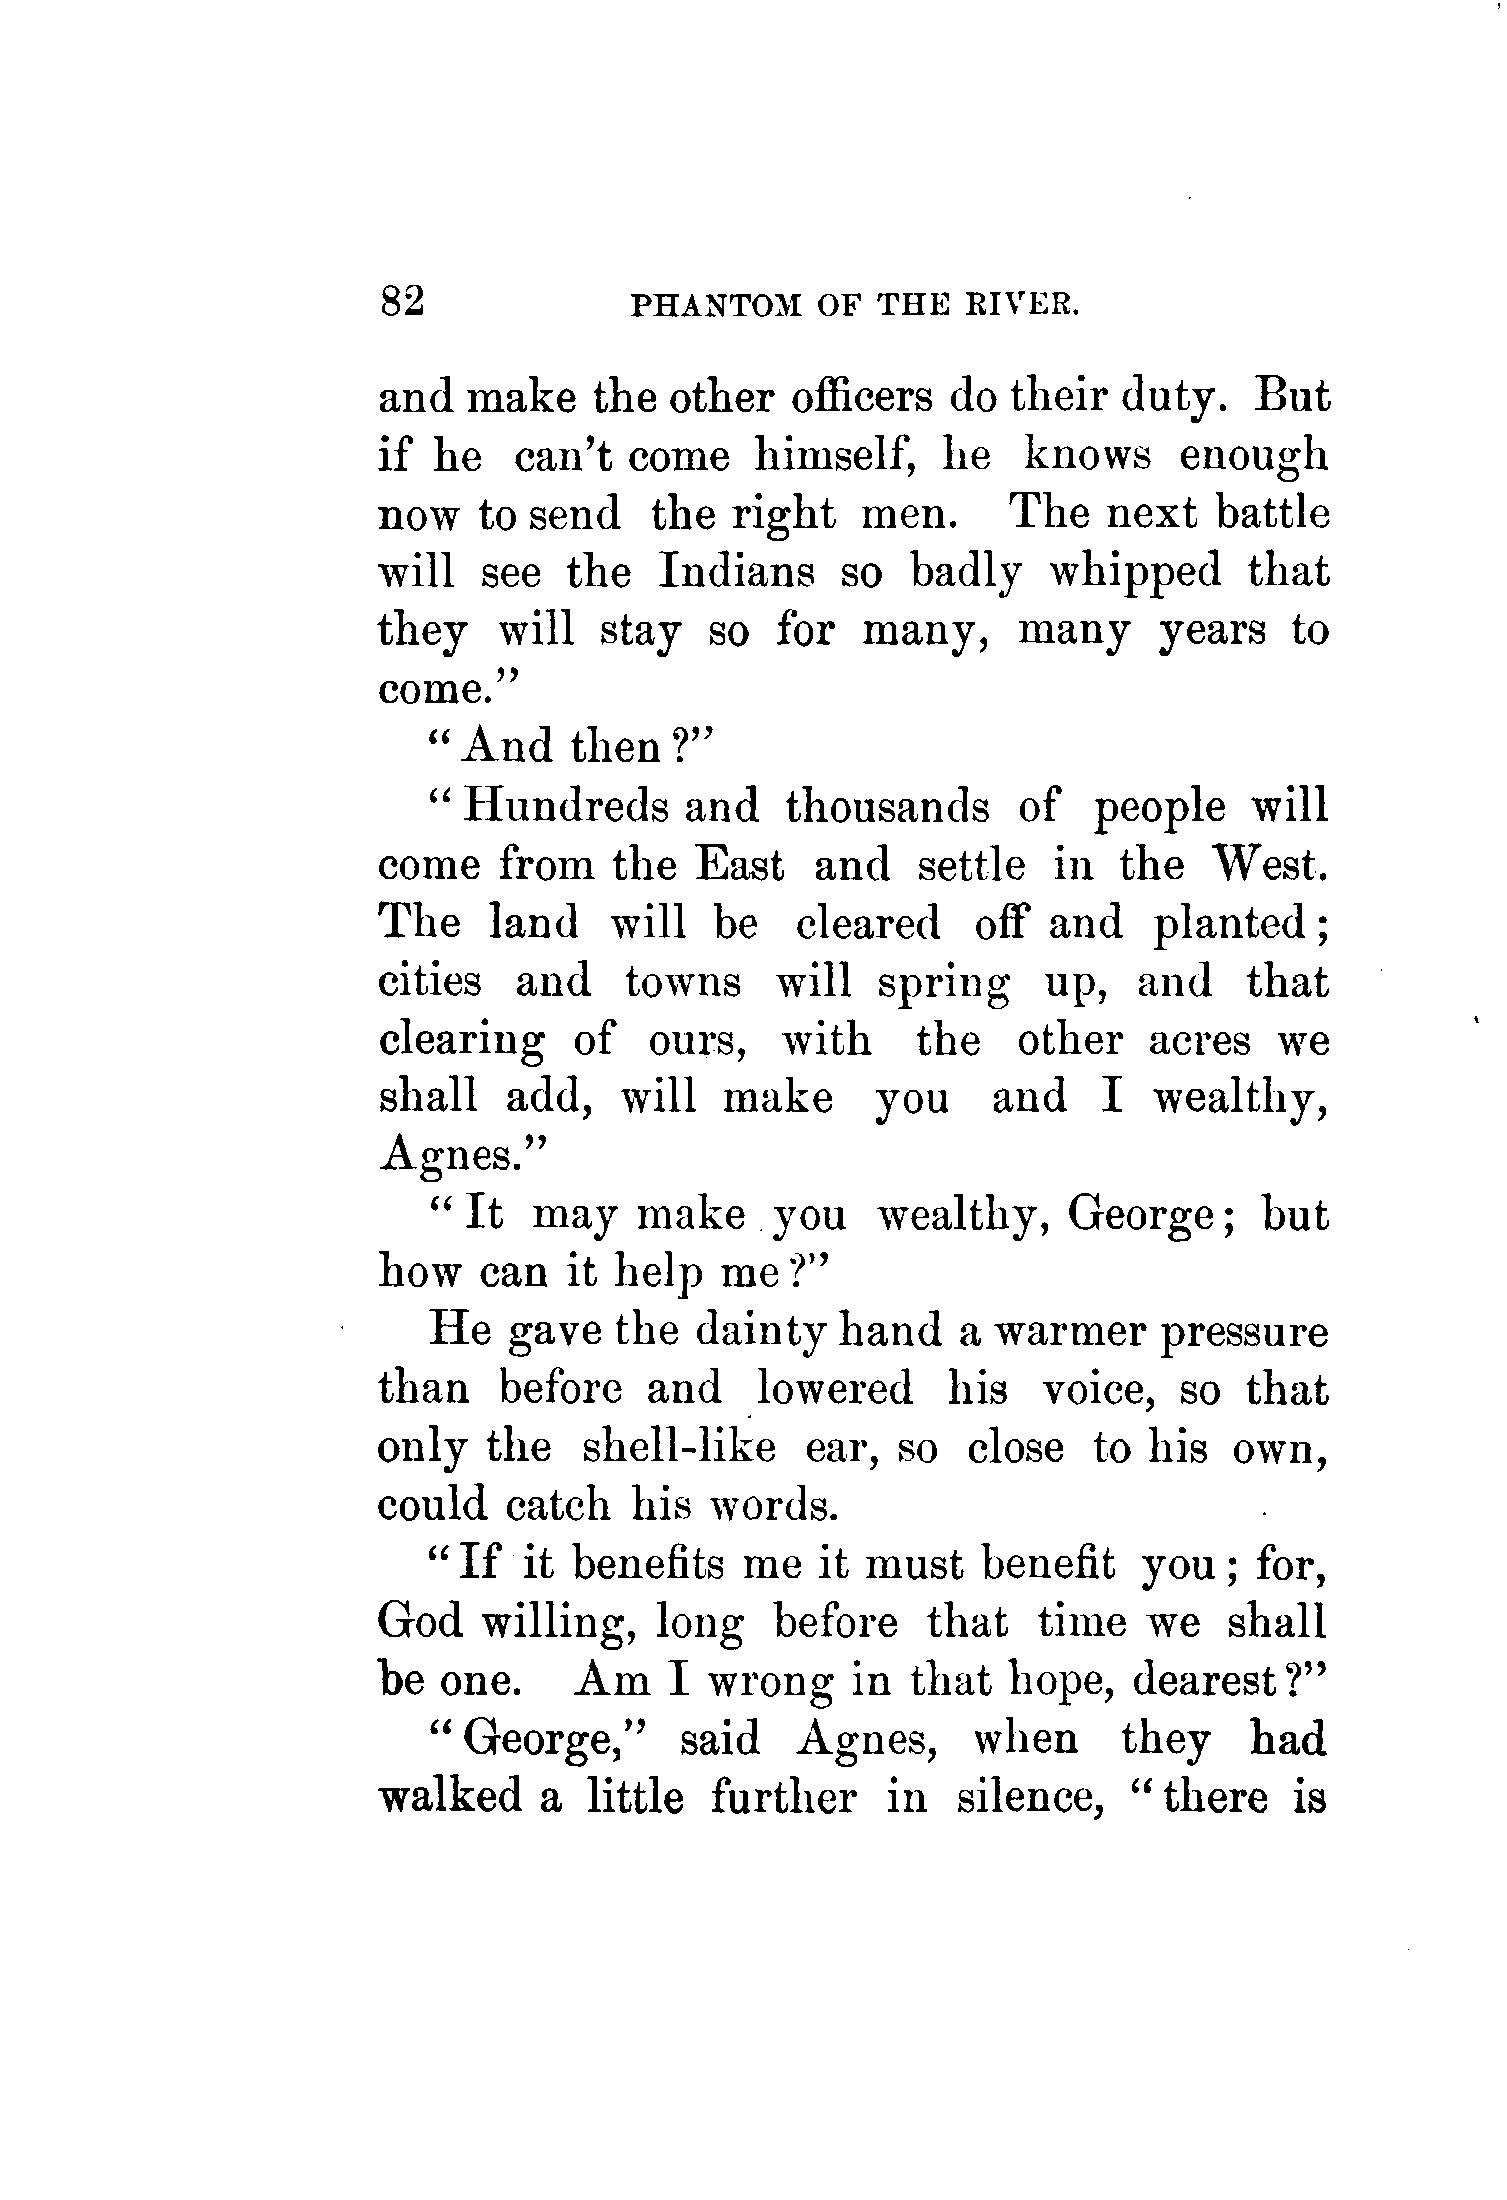 82 PHANTOM OF THE RIVER.
and make the other officers do their duty. But
if he can't come himself, he knows enough
now to send the right men. The next battle
will see the Indians so badly whipped that
they will stay so for many, many years to
come."
"And then?"
"Hundreds and thousands of people will
come from the East and settle in the West.
The land will be cleared off and planted;
cities and towns will spring up, and that
clearing of ours, with the other acres we
shall add, will make you and I wealthy,
Agnes."
"It may make you wealthy, George; but
how can it help me?"
He gave the dainty hand a warmer pressure
than before and lowered his voice, so that
only the shell-like ear, so close to his own,
could catch his words.
"If it benefits me it must benefit you; for,
God willing, long before that time we shall
be one. Am I wrong in that hope, dearest?"
"George," said Agnes, when they had
walked a little further in silence, "there is